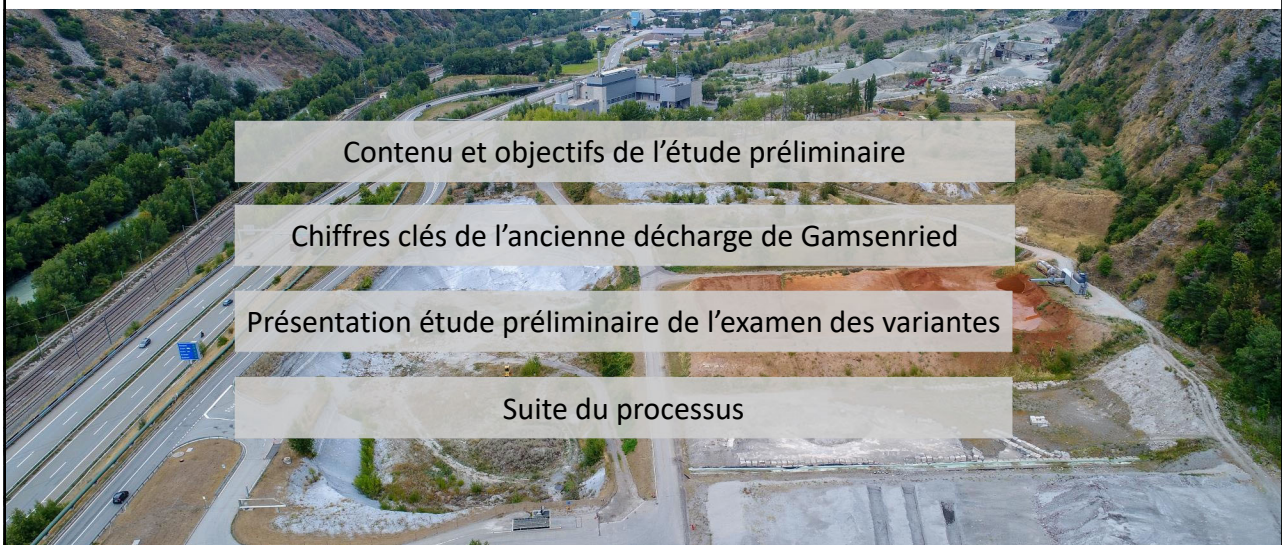 Contenu et objectifs de l’étude préliminaire
Chiffres clés de l’ancienne décharge de Gamsenried
Présentation étude préliminaire de l’examen des variantes
Suite du processus